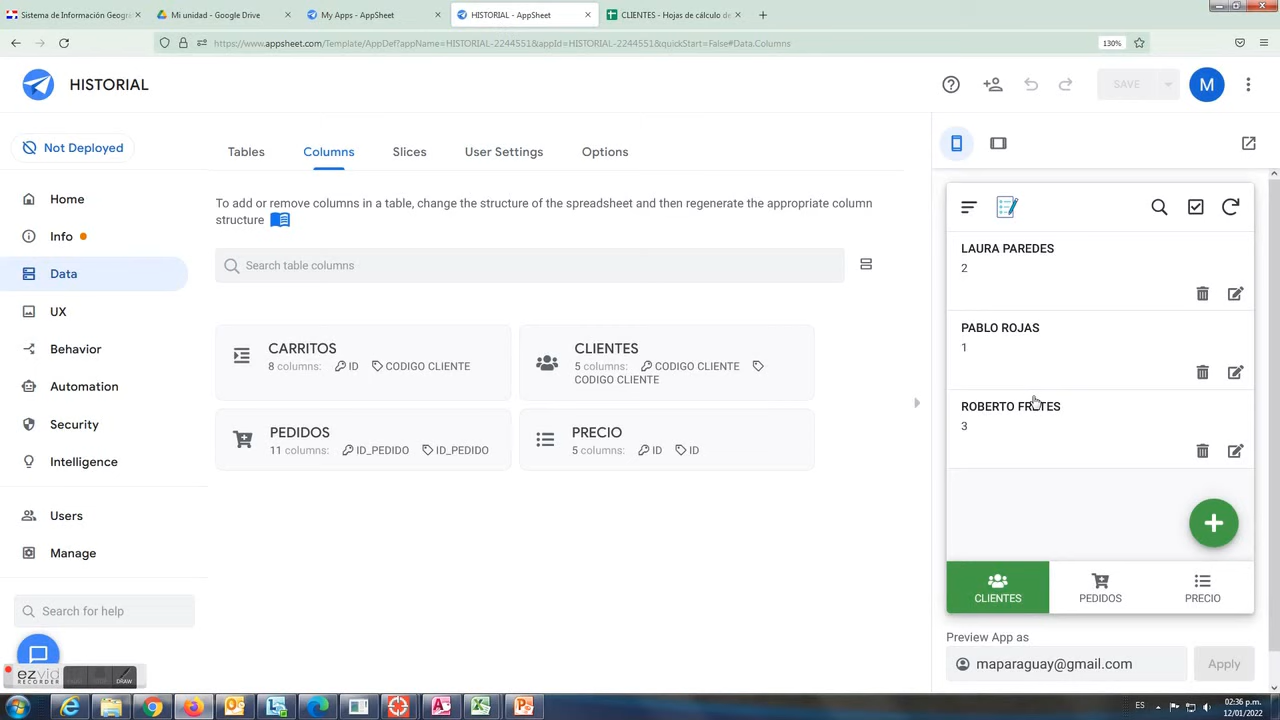 Sistema de Información Geogra
Mi unidad - Google Drive
My Apps - AppSheet
HISTORIAL - AppSheet
CLIENTES - Hojas de cálculo de
https://www.appsheet.com/Template/AppDef?appName=HISTORIAL-2244551&appId=HISTORIAL-2244551&quickStart=False#Data.Columns
130%
HISTORIAL
SAVE
M
Not Deployed
Home
Info
Data
UX
Behavior
Automation
Security
Intelligence
Users
Manage
Search for help
Tables
Columns
Slices
User Settings
Options
To add or remove columns in a table, change the structure of the spreadsheet and then regenerate the appropriate column
structure
Search table columns
CARRITOS
8 columns: ID CODIGO CLIENTE
CLIENTES
5 columns: CODIGO CLIENTE
CODIGO CLIENTE
PEDIDOS
11 columns: ID_PEDIDO ID_PEDIDO
PRECIO
5 columns: ID ID
LAURA PAREDES
2
PABLO ROJAS
1
ROBERTO FRUTES
3
CLIENTES
PEDIDOS
PRECIO
Preview App as
maparaguay@gmail.com
Apply
ezvid
RECORDER
DRAW
ES
02:36 p.m.
12/01/2022